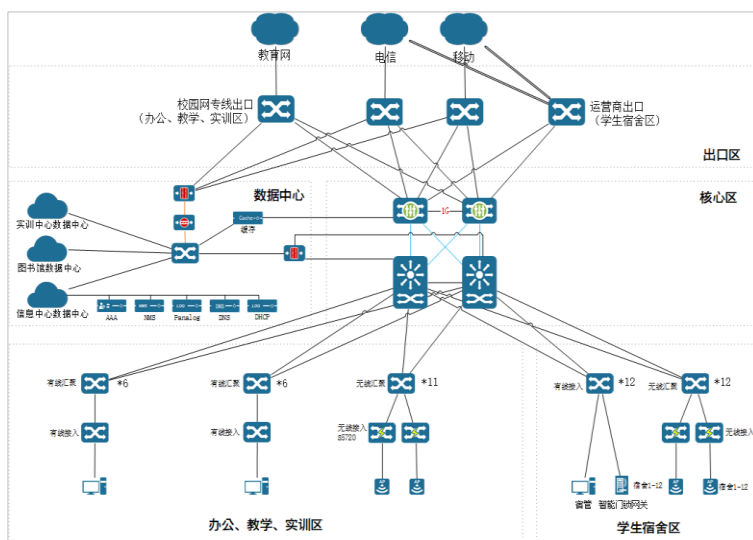 教育网
电信
移动
校园网专线出口
（办公、教学、实训区）
运营商出口
（学生宿舍区）
出口区
数据中心
核心区
实训中心数据中心
Cache
缓存
1G
图书馆数据中心
信息中心数据中心
AAA
NMS
Panalog
DNS
DHCP
有线汇聚
*6
有线汇聚
*6
无线汇聚
*11
有线接入
*12
无线汇聚
*12
有线接入
有线接入
无线接入
S5720
无线接入
AP
AP
AP
AP
宿管
智能门锁网关
宿舍1-12
宿舍1-12
办公、教学、实训区
学生宿舍区